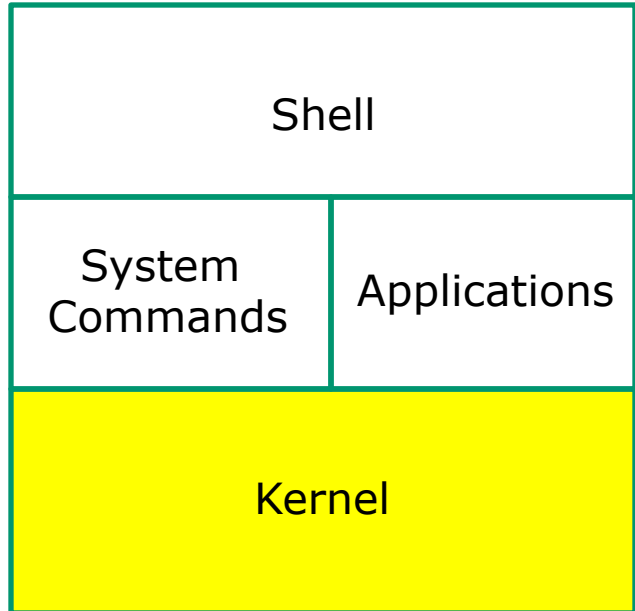 Shell
System
Commands
Applications
Kernel